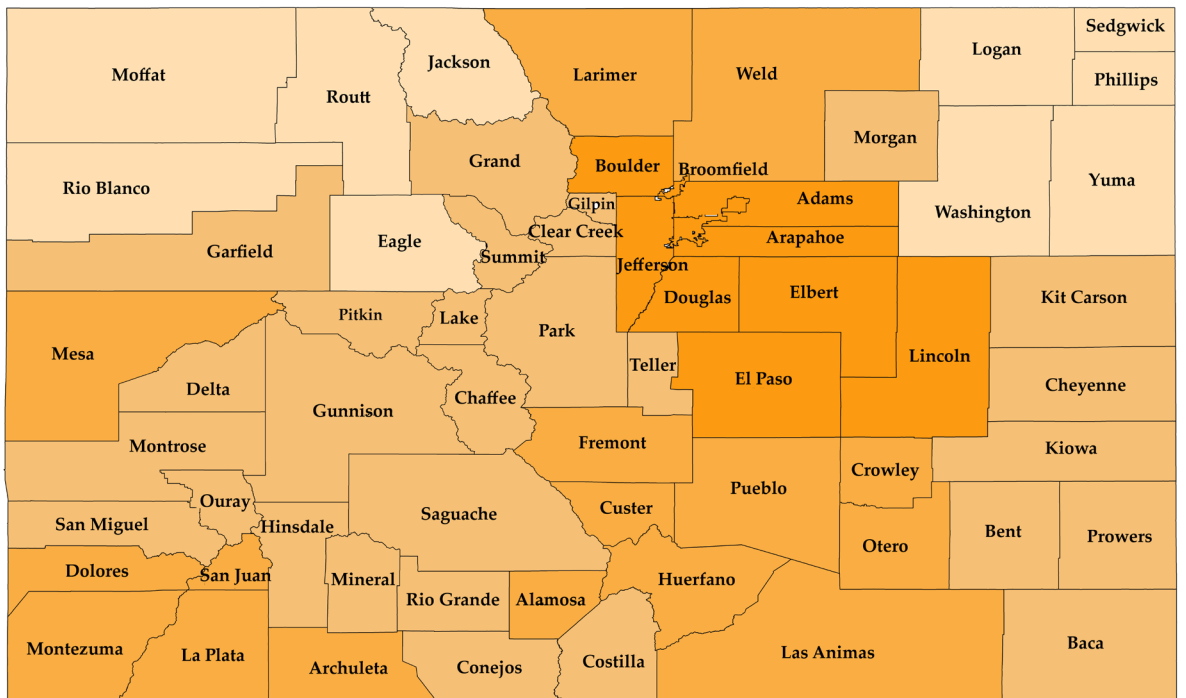 Sedgwick
Logan
Jackson
Moffat
Larimer
Weld
Phillips
Routt
Morgan
Grand
Boulder
Broomfield
Rio Blanco
Yuma
Gilpin
Adams
Washington
Clear Creek
Arapahoe
Eagle
Garfield
Summit
Jefferson
Douglas
Elbert
Kit Carson
Pitkin
Lake
Park
Mesa
Lincoln
Teller
El Paso
Cheyenne
Delta
Chaffee
Gunnison
Montrose
Fremont
Kiowa
Crowley
Pueblo
Ouray
Custer
Saguache
San Miguel
Hinsdale
Bent
Prowers
Otero
Dolores
San Juan
Mineral
Huerfano
Rio Grande
Alamosa
Montezuma
La Plata
Las Animas
Baca
Costilla
Archuleta
Conejos